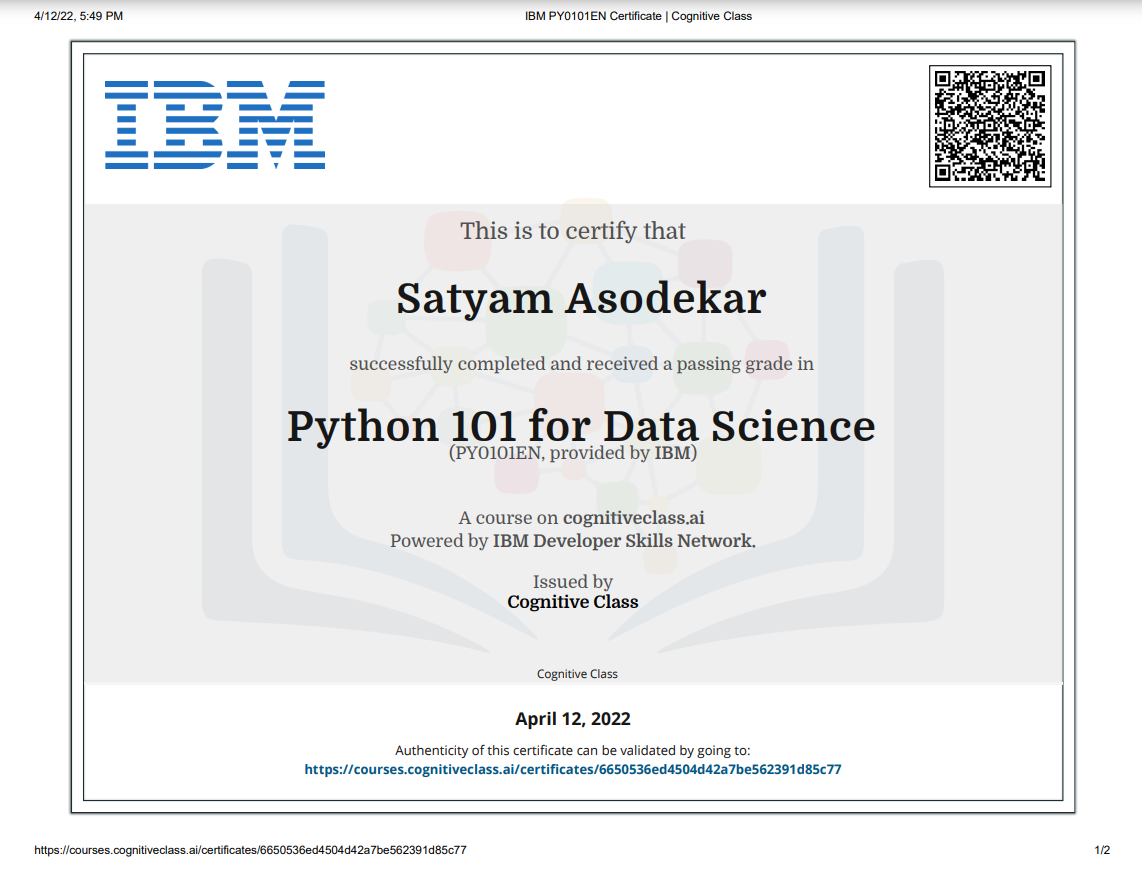 4/12/22, 5:49 PM
IBM PY0101EN Certificate | Cognitive Class
IBM
This is to certify that
Satyam Asodekar
successfully completed and received a passing grade in
Python 101 for Data Science
(PY0101EN, provided by IBM)
A course on cognitiveclass.ai
Powered by IBM Developer Skills Network.
Issued by
Cognitive Class
Cognitive Class
April 12, 2022
Authenticity of this certificate can be validated by going to:
https://courses.cognitiveclass.ai/certificates/6650536ed4504d42a7be562391d85c77
https://courses.cognitiveclass.ai/certificates/6650536ed4504d42a7be562391d85c77
1/2